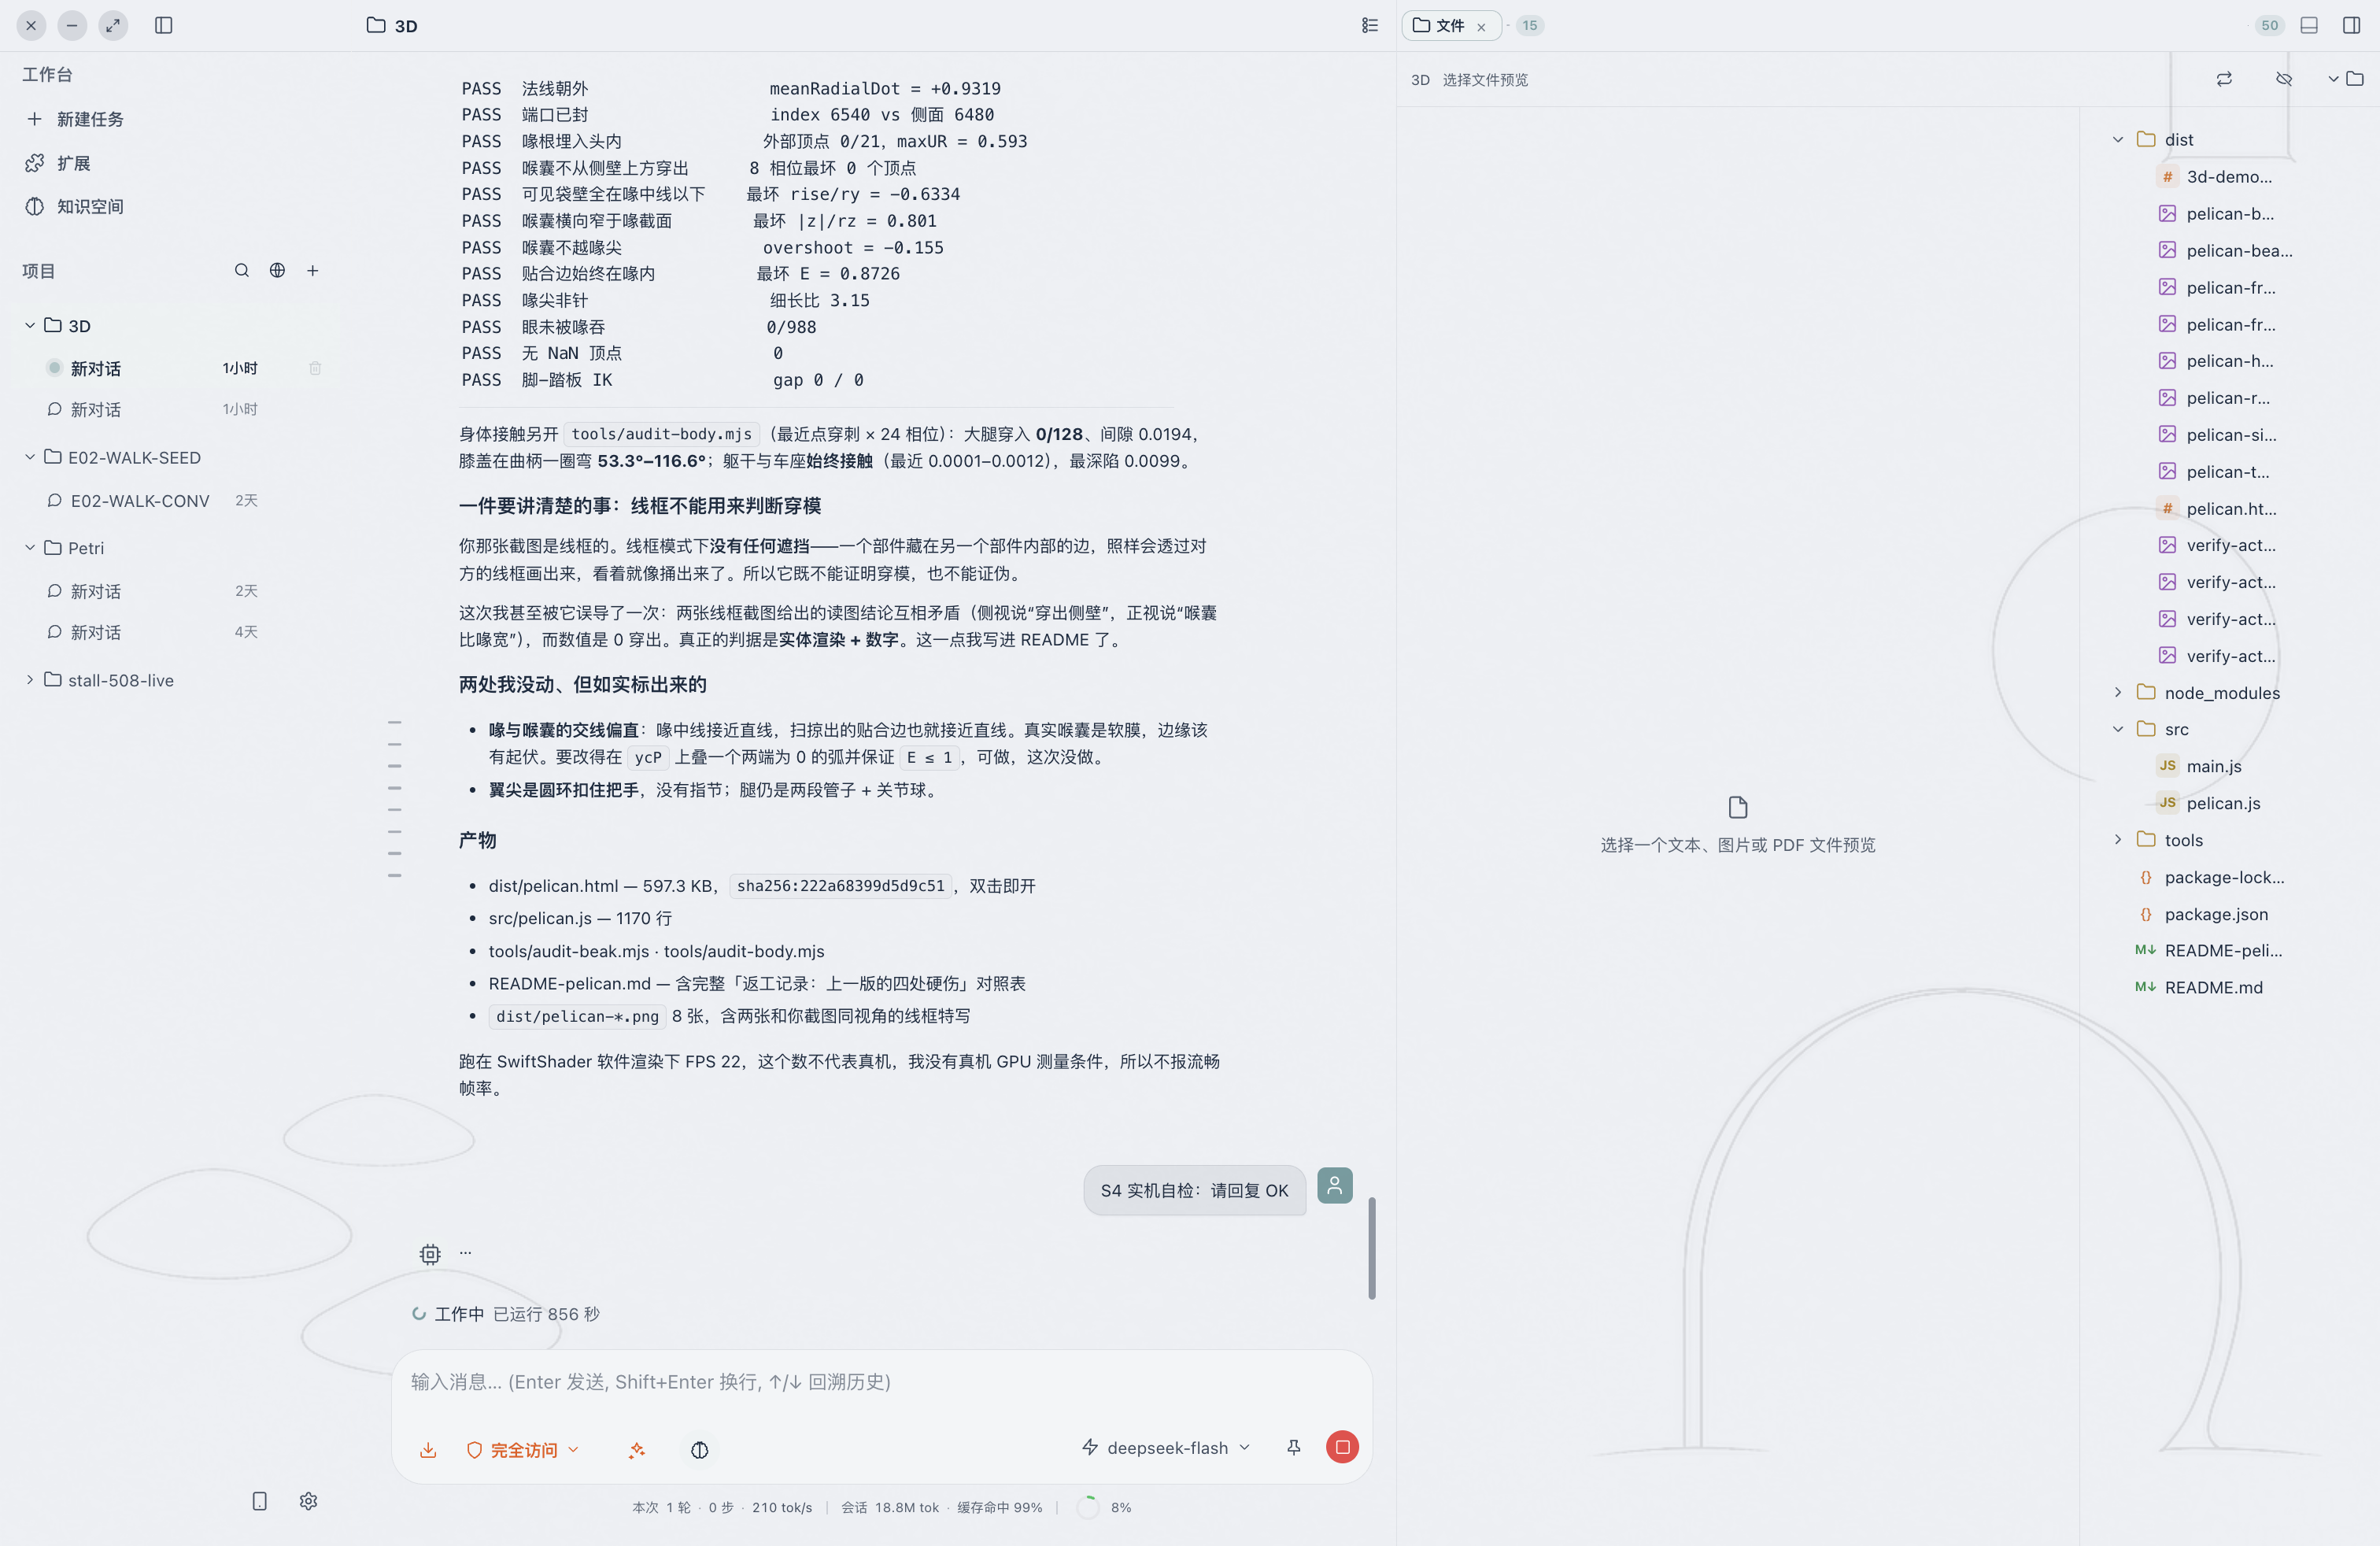 3D
工作台
新建任务
扩展
知识空间
项目
3D
新对话 1小时
新对话 1小时
E02-WALK-SEED
E02-WALK-CONV 2天
Petri
新对话 2天
新对话 4天
stall-508-live
PASS 法线朝外 meanRadialDot = +0.9319
PASS 端口已封 index 6540 vs 侧面 6480
PASS 喙根埋入头内 外部顶点 0/21, maxUR = 0.593
PASS 喉囊不从侧壁上方穿出 8 相位最坏 0 个顶点
PASS 可见袋壁全在喙中线以下 最坏 rise/ry = −0.6334
PASS 喉囊横向窄于喙截面 最坏 |z|/rz = 0.801
PASS 喉囊不越喙尖 overshoot = −0.155
PASS 贴合边始终在喙内 最坏 E = 0.8726
PASS 喙尖非针 细长比 3.15
PASS 眼未被喙吞 0/988
PASS 无 NaN 顶点 0
PASS 脚−踏板 IK gap 0 / 0
身体接触另开 tools/audit-body.mjs（最近点穿刺 × 24 相位）：大腿穿入 0/128、间隙 0.0194，
膝盖在曲柄一圈弯 53.3°–116.6°；躯干与车座始终接触（最近 0.0001–0.0012），最深陷 0.0099。
一件要讲清楚的事：线框不能用来判断穿模
你那张截图是线框的。线框模式下没有任何遮挡——一个部件藏在另一个部件内部的边，照样会透过对
方的线框画出来，看着就像捅出来了。所以它既不能证明穿模，也不能证伪。
这次我甚至被它误导了一次：两张线框截图给出的读图结论互相矛盾（侧视说“穿出侧壁”，正视说“喉囊
比喙宽”），而数值是 0 穿出。真正的判据是实体渲染 + 数字。这一点我写进 README 了。
两处我没动、但如实标出来的
• 喙与喉囊的交线偏直：喙中线接近直线，扫掠出的贴合边也就接近直线。真实喉囊是软膜，边缘该
有起伏。要改得在 ycP 上叠一个两端为 0 的弧并保证 E ≤ 1，可做，这次没做。
• 翼尖是圆环扣住把手，没有指节；腿仍是两段管子 + 关节球。
产物
• dist/pelican.html — 597.3 KB，sha256:222a68399d5d9c51，双击即开
• src/pelican.js — 1170 行
• tools/audit-beak.mjs · tools/audit-body.mjs
• README-pelican.md — 含完整「返工记录：上一版的四处硬伤」对照表
• dist/pelican-*.png 8 张，含两张和你截图同视角的线框特写
跑在 SwiftShader 软件渲染下 FPS 22，这个数不代表真机，我没有真机 GPU 测量条件，所以不报流畅
帧率。
S4 实机自检：请回复 OK
...
工作中 已运行 856 秒
输入消息... (Enter 发送, Shift+Enter 换行, ↑/↓ 回溯历史)
完全访问
deepseek-flash
本次 1 轮 · 0 步 · 210 tok/s | 会话 18.8M tok · 缓存命中 99% | 8%
文件 × 15
50
3D 选择文件预览
选择一个文本、图片或 PDF 文件预览
dist
# 3d-demo...
pelican-b...
pelican-bea...
pelican-fr...
pelican-fr...
pelican-h...
pelican-r...
pelican-si...
pelican-t...
# pelican.ht...
verify-act...
verify-act...
verify-act...
verify-act...
node_modules
src
JS main.js
JS pelican.js
tools
{} package-lock...
{} package.json
M↓ README-peli...
M↓ README.md